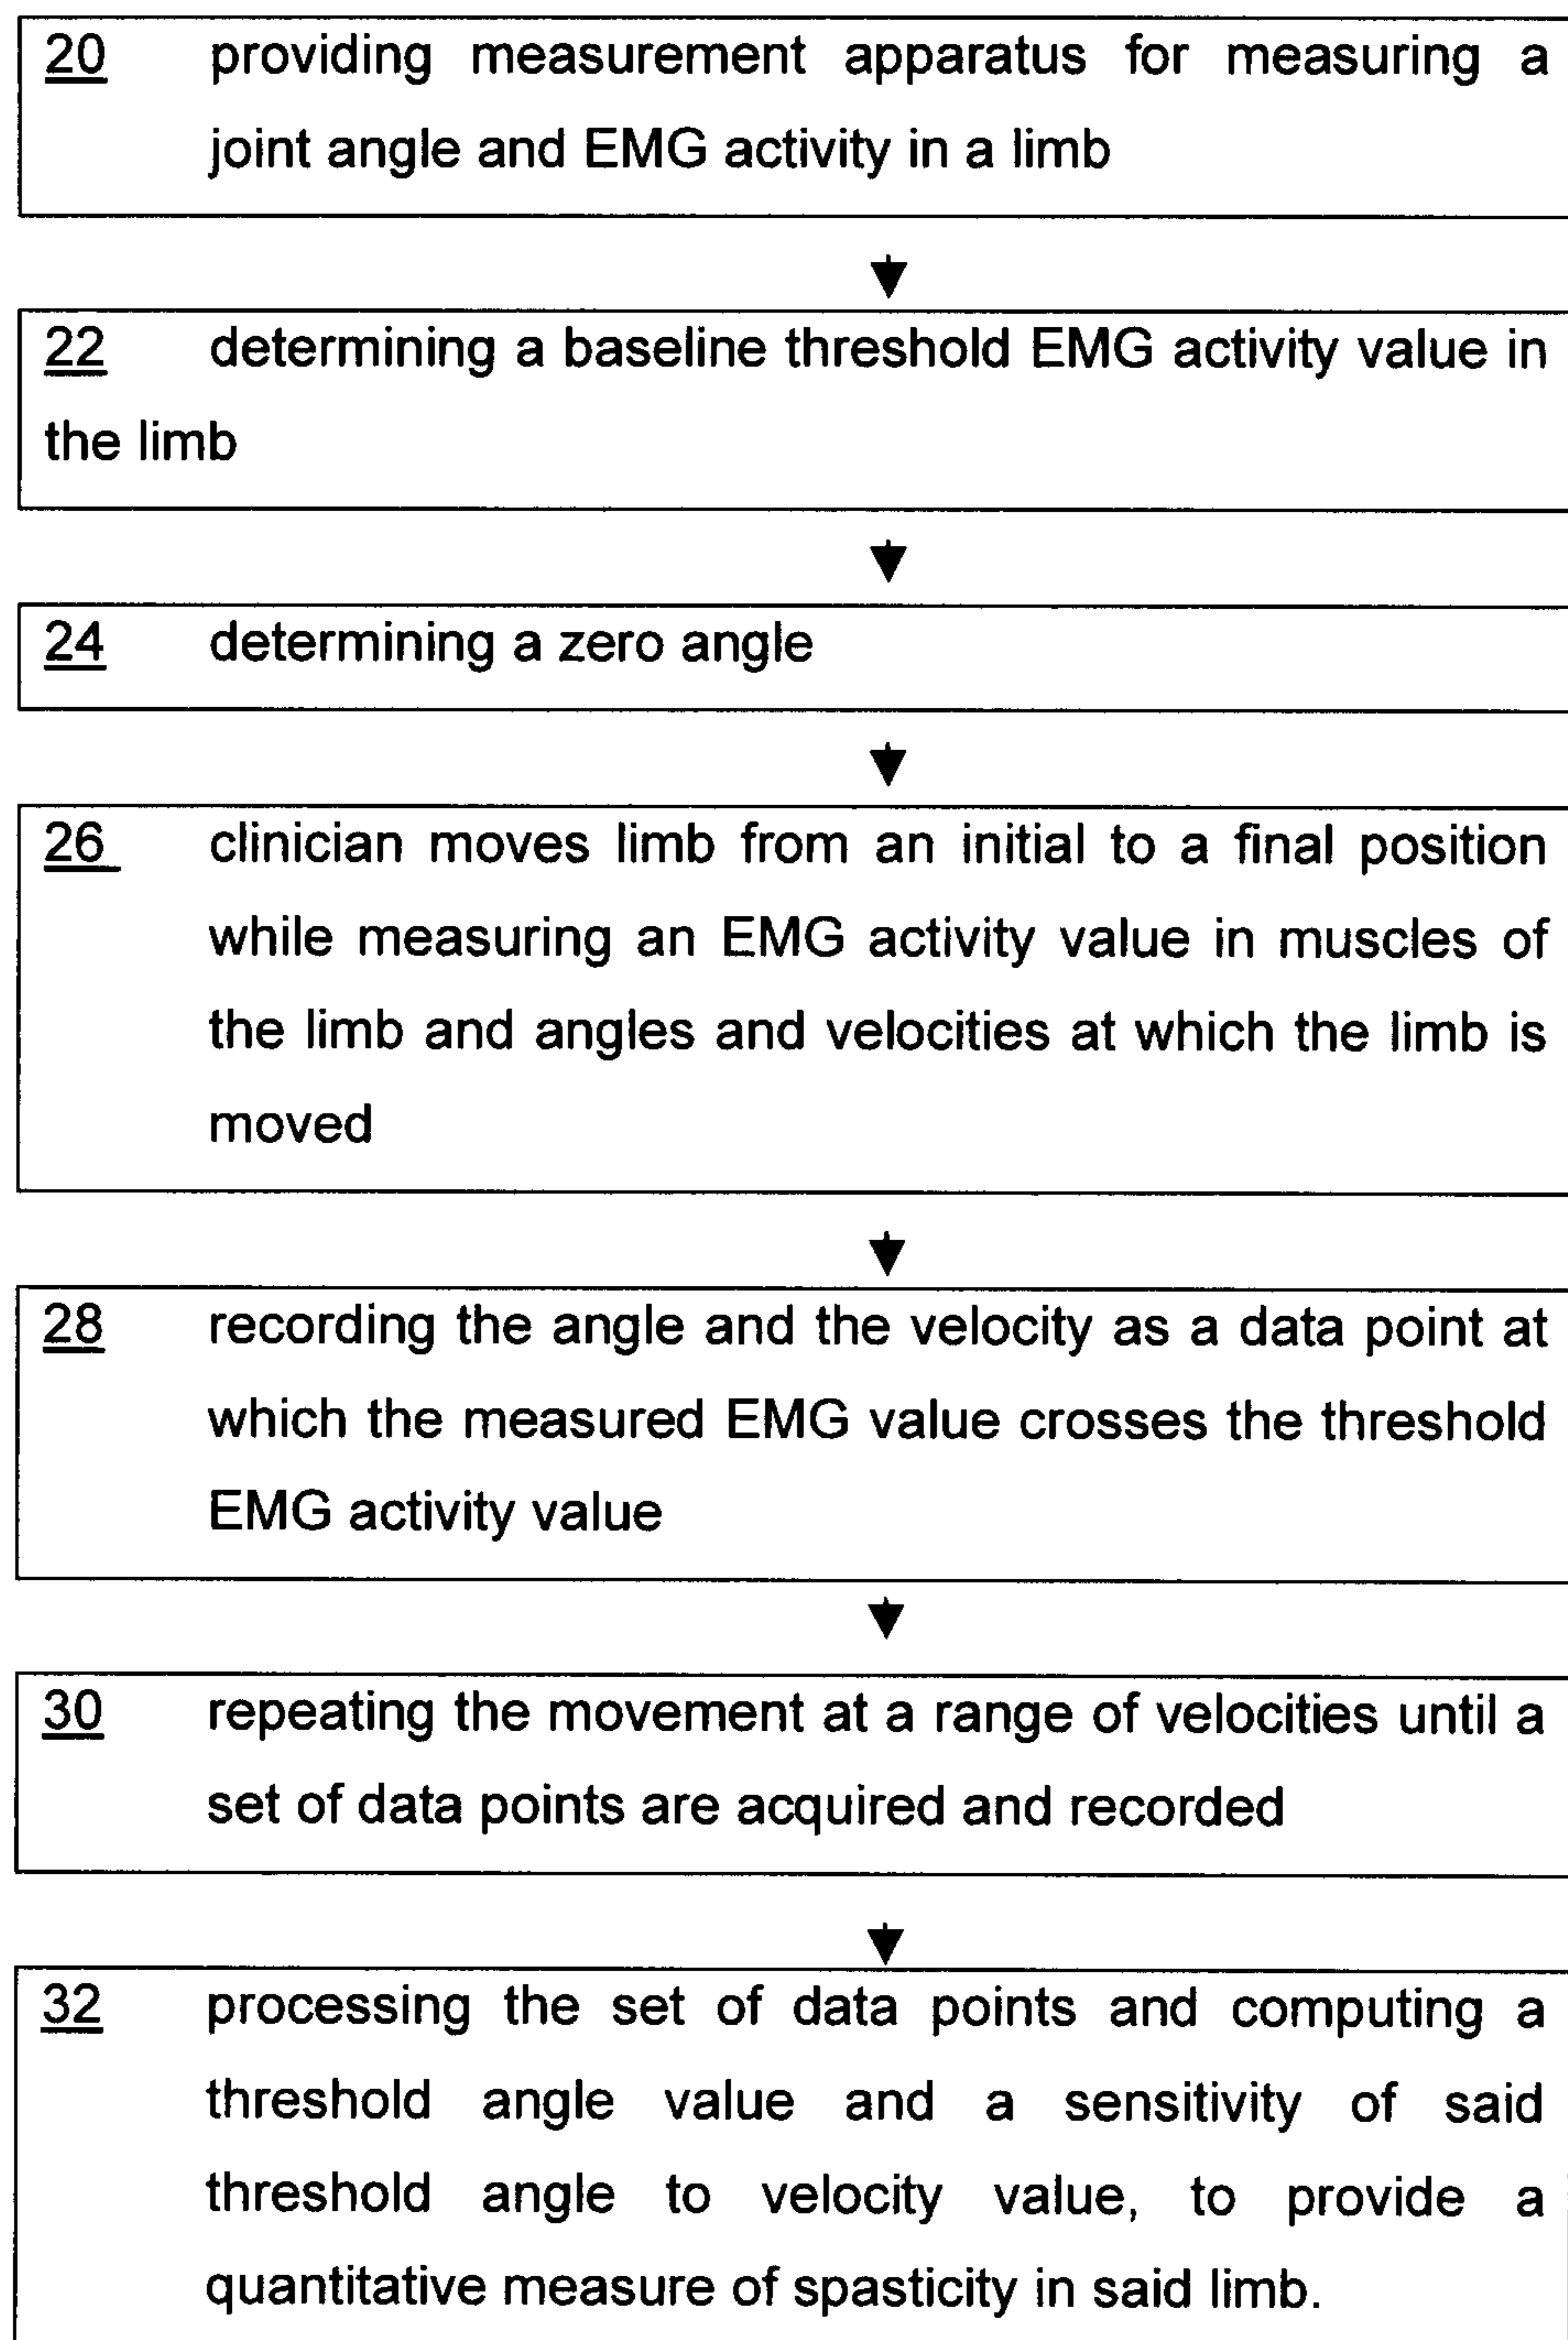 20 providing measurement apparatus for measuring a
joint angle and EMG activity in a limb
22 determining a baseline threshold EMG activity value in
the limb
24 determining a zero angle
26 clinician moves limb from an initial to a final position
while measuring an EMG activity value in muscles of
the limb and angles and velocities at which the limb is
moved
28 recording the angle and the velocity as a data point at
which the measured EMG value crosses the threshold
EMG activity value
30 repeating the movement at a range of velocities until a
set of data points are acquired and recorded
32 processing the set of data points and computing a
threshold angle value and a sensitivity of said
threshold angle to velocity value, to provide a
quantitative measure of spasticity in said limb.